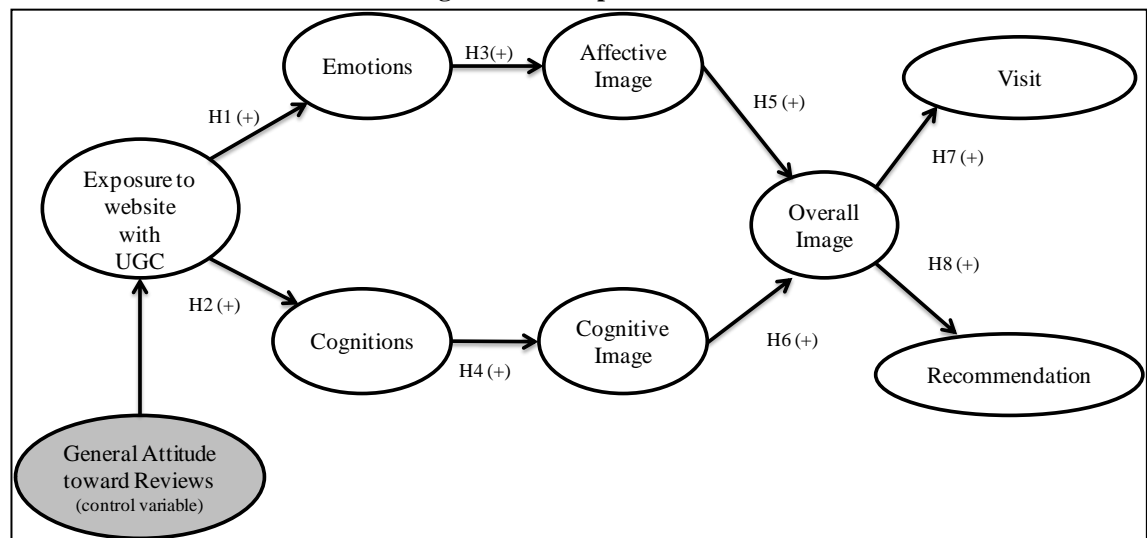 Emotions
H3(+)
Affective
Image
Visit
H1 (+)
H5 (+)
H7 (+)
Exposure to
website
with
UGC
Overall
Image
H2 (+)
H8 (+)
Cognitions
H4 (+)
Cognitive
Image
H6 (+)
Recommendation
General Attitude
toward Reviews
(control variable)